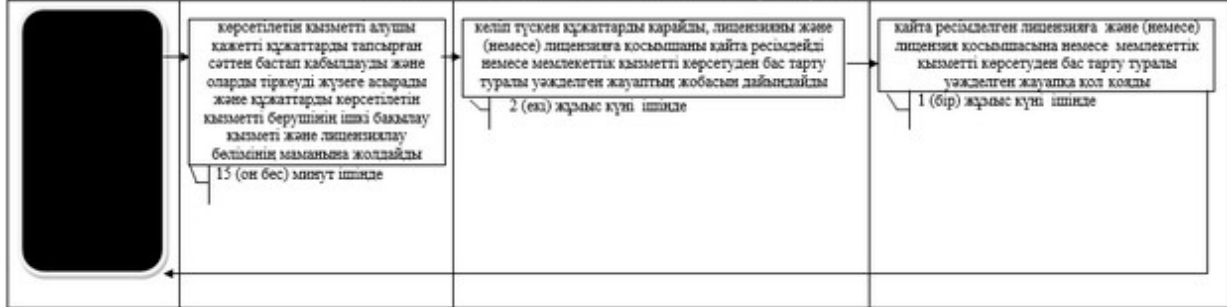 көрсетілетін қызметті алушы
қажетті құжаттарды тапсырған
сәттен бастап қабылдауды және
оларды тіркеуді жүзеге асырады
және құжаттарды көрсетілетін
қызметті берушінің ішкі бақылау
қызметі және лицензиялау
бөлімінің маманына жолдайды
15 (он бес) минут ішінде
келіп түскен құжаттарды қарайды, лицензияны және
(немесе) лицензияға қосымшаны қайта ресімдейді
немесе мемлекеттік қызметті көрсетуден бас тарту
туралы уәжделген жауаптың жобасын дайындайды
2 (екі) жұмыс күні ішінде
қайта ресімделген лицензияға және (немесе)
лицензия қосымшасына немесе мемлекеттік
қызметті көрсетуден бас тарту туралы
уәжделген жауапқа қол қояды
1 (бір) жұмыс күні ішінде